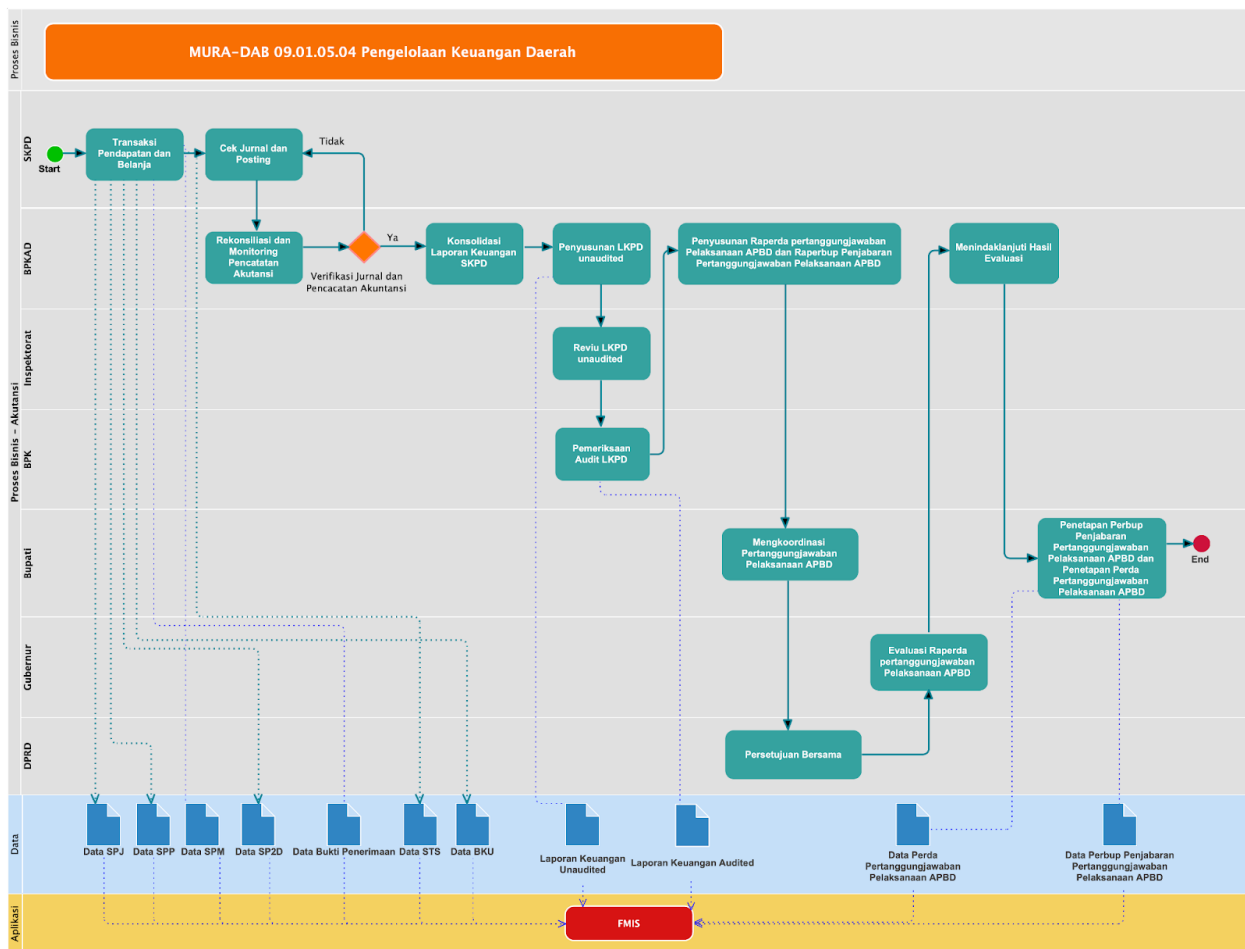 Proses Bisnis
MURA-DAB 09.01.05.04 Pengelolaan Keuangan Daerah
Proses Bisnis - Akutansi
SKPD
Start
Transaksi
Pendapatan dan
Belanja
Cek Jurnal dan
Posting
Tidak
BPKAD
Rekonsiliasi dan
Monitoring
Pencatatan
Akutansi
Ya
Verifikasi Jurnal dan
Pencacatan Akuntansi
Konsolidasi
Laporan Keuangan
SKPD
Penyusunan LKPD
unaudited
Penyusunan Raperda pertanggungjawaban
Pelaksanaan APBD dan Raperbup Penjabaran
Pertanggungjawaban Pelaksanaan APBD
Menindaklanjuti Hasil
Evaluasi
Inspektorat
Reviu LKPD
unaudited
BPK
Pemeriksaan
Audit LKPD
Bupati
Mengkoordinasi
Pertanggungjawaban
Pelaksanaan APBD
Penetapan Perbup
Penjabaran
Pertanggungjawaban
Pelaksanaan APBD dan
Penetapan Perda
Pertanggungjawaban
Pelaksanaan APBD
End
Gubernur
Evaluasi Raperda
pertanggungjawaban
Pelaksanaan APBD
DPRD
Persetujuan Bersama
Data
Data SPJ
Data SPP
Data SPM
Data SP2D
Data Bukti Penerimaan
Data STS
Data BKU
Laporan Keuangan
Unaudited
Laporan Keuangan Audited
Data Perda
Pertanggungjawaban
Pelaksanaan APBD
Data Perbup Penjabaran
Pertanggungjawaban
Pelaksanaan APBD
Aplikasi
FMIS